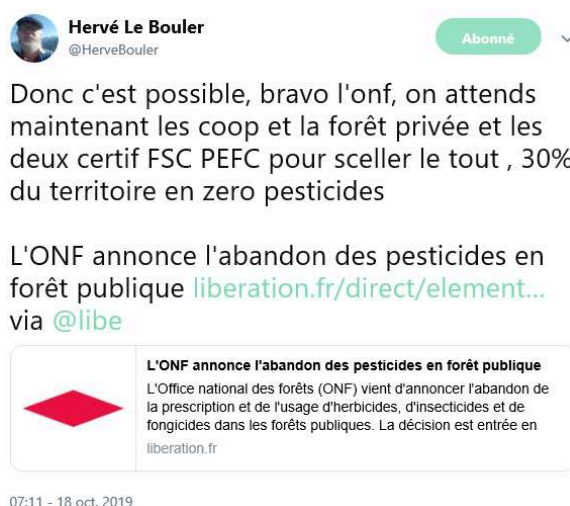 Hervé Le Bouler
@HerveBouler
Abonné
Donc c'est possible, bravo l'onf, on attends
maintenant les coop et la forêt privée et les
deux certif FSC PEFC pour sceller le tout , 30%
du territoire en zero pesticides
L'ONF annonce l'abandon des pesticides en
forêt publique liberation.fr/direct/element...
via @libe
L'ONF annonce l'abandon des pesticides en forêt publique
L'Office national des forêts (ONF) vient d'annoncer l'abandon de
la prescription et de l'usage d'herbicides, d'insecticides et de
fongicides dans les forêts publiques. La décision est entrée en
liberation.fr
07:11 - 18 oct. 2019